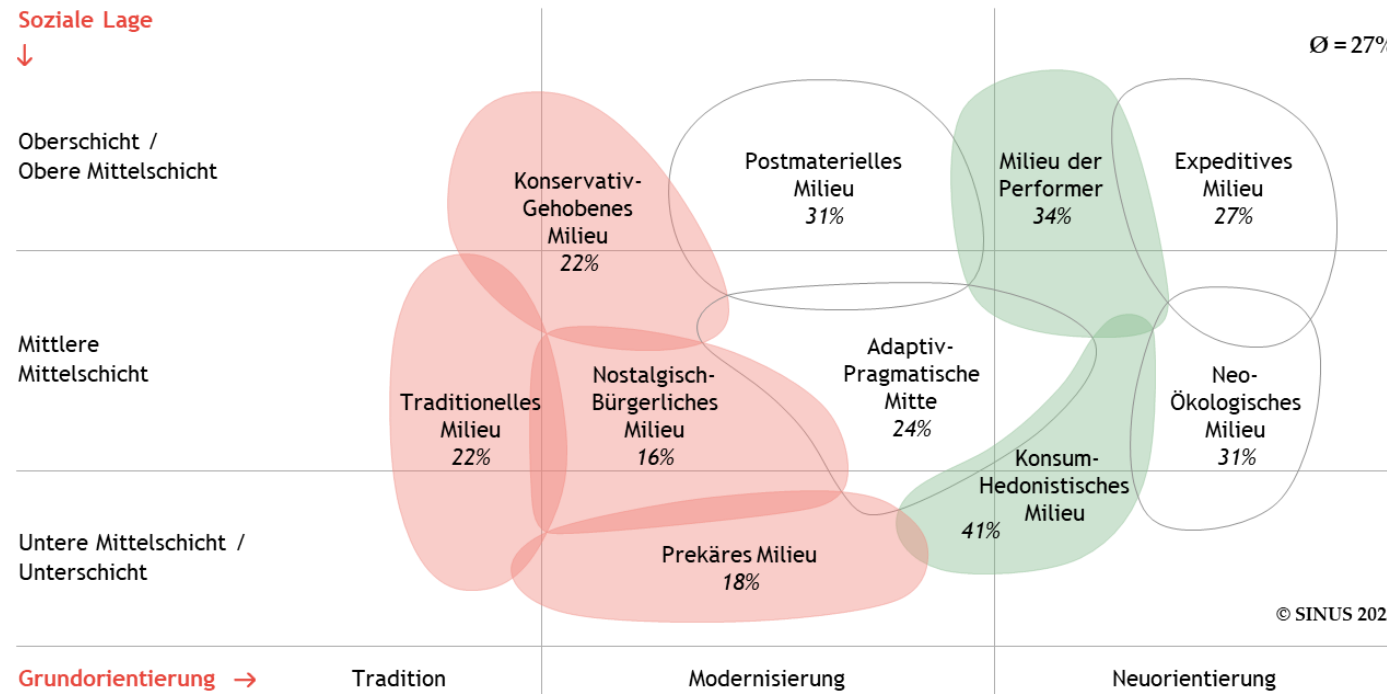 Soziale Lage
↓
Ø = 27%
Oberschicht /
Obere Mittelschicht
Konservativ-
Gehobenes
Milieu
22%
Postmaterielles
Milieu
31%
Milieu der
Performer
34%
Expeditives
Milieu
27%
Mittlere
Mittelschicht
Traditionelles
Milieu
22%
Nostalgisch-
Bürgerliches
Milieu
16%
Adaptiv-
Pragmatische
Mitte
24%
Neo-
Ökologisches
Milieu
31%
Konsum-
Hedonistisches
Milieu
41%
Untere Mittelschicht /
Unterschicht
Prekäres Milieu
18%
© SINUS 202
Grundorientierung →
Tradition
Modernisierung
Neuorientierung